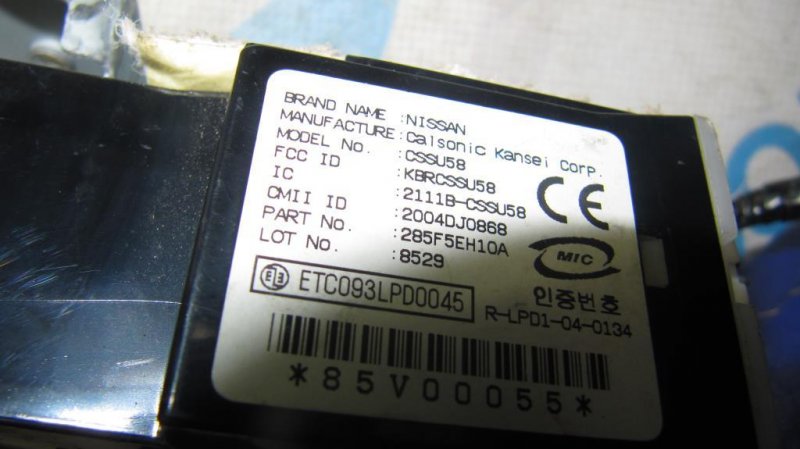 BRAND NAME :NISSAN
MANUFACTURE:Calsonic Kansei Corp.
MODEL No. :CSSU58
FCC ID :KBRCSSU58
IC :2111B-CSSU58
CMII ID :2004DJ0868
PART No. :285F5EH10A
LOT No. :8529
CE
MIC
ETC093LPD0045
인증번호
R-LPD1-04-0134
*85V00055*